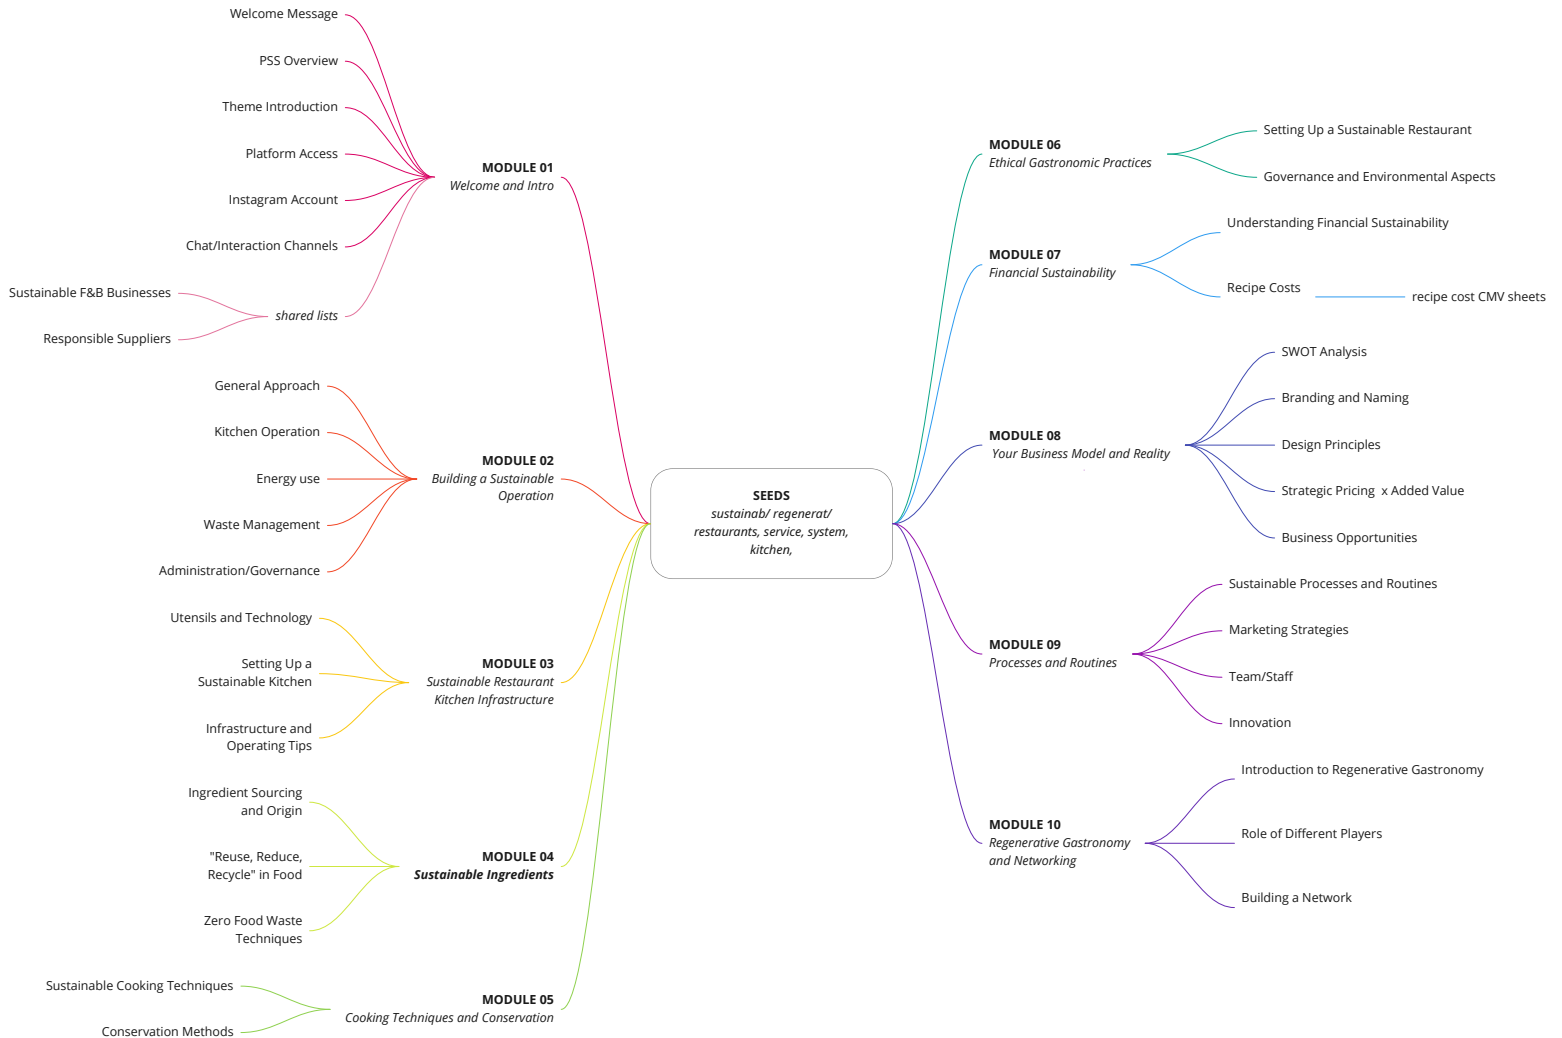 SEEDS
sustainab/ regenerat/
restaurants, service, system,
kitchen,
MODULE 01
Welcome and Intro
Welcome Message
PSS Overview
Theme Introduction
Platform Access
Instagram Account
Chat/Interaction Channels
shared lists
Sustainable F&B Businesses
Responsible Suppliers
MODULE 02
Building a Sustainable
Operation
General Approach
Kitchen Operation
Energy use
Waste Management
Administration/Governance
MODULE 03
Sustainable Restaurant
Kitchen Infrastructure
Utensils and Technology
Setting Up a
Sustainable Kitchen
Infrastructure and
Operating Tips
MODULE 04
Sustainable Ingredients
Ingredient Sourcing
and Origin
"Reuse, Reduce,
Recycle" in Food
Zero Food Waste
Techniques
MODULE 05
Cooking Techniques and Conservation
Sustainable Cooking Techniques
Conservation Methods
MODULE 06
Ethical Gastronomic Practices
Setting Up a Sustainable Restaurant
Governance and Environmental Aspects
MODULE 07
Financial Sustainability
Understanding Financial Sustainability
Recipe Costs
recipe cost CMV sheets
MODULE 08
Your Business Model and Reality
SWOT Analysis
Branding and Naming
Design Principles
Strategic Pricing  x Added Value
Business Opportunities
MODULE 09
Processes and Routines
Sustainable Processes and Routines
Marketing Strategies
Team/Staff
Innovation
MODULE 10
Regenerative Gastronomy
and Networking
Introduction to Regenerative Gastronomy
Role of Different Players
Building a Network